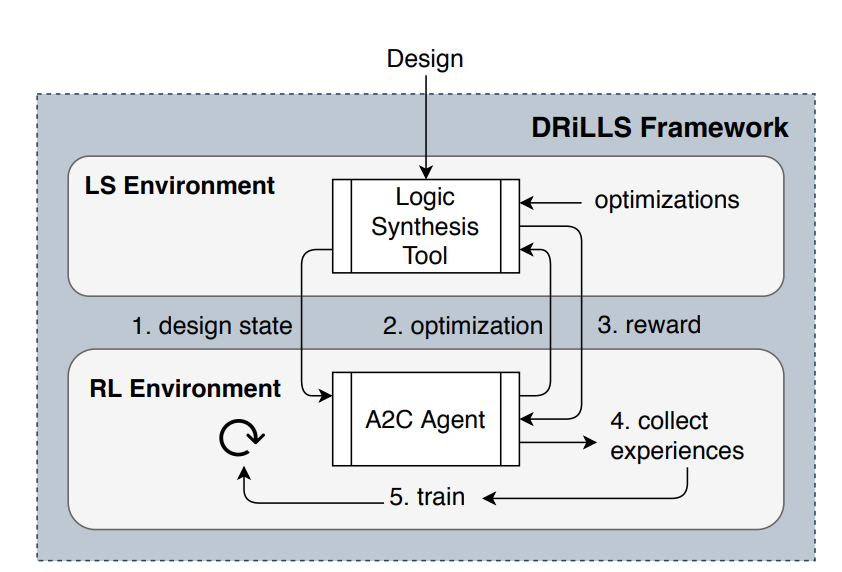 Design
DRiLLS Framework
LS Environment
Logic
Synthesis
Tool
optimizations
1. design state
2. optimization
3. reward
RL Environment
A2C Agent
4. collect
experiences
5. train